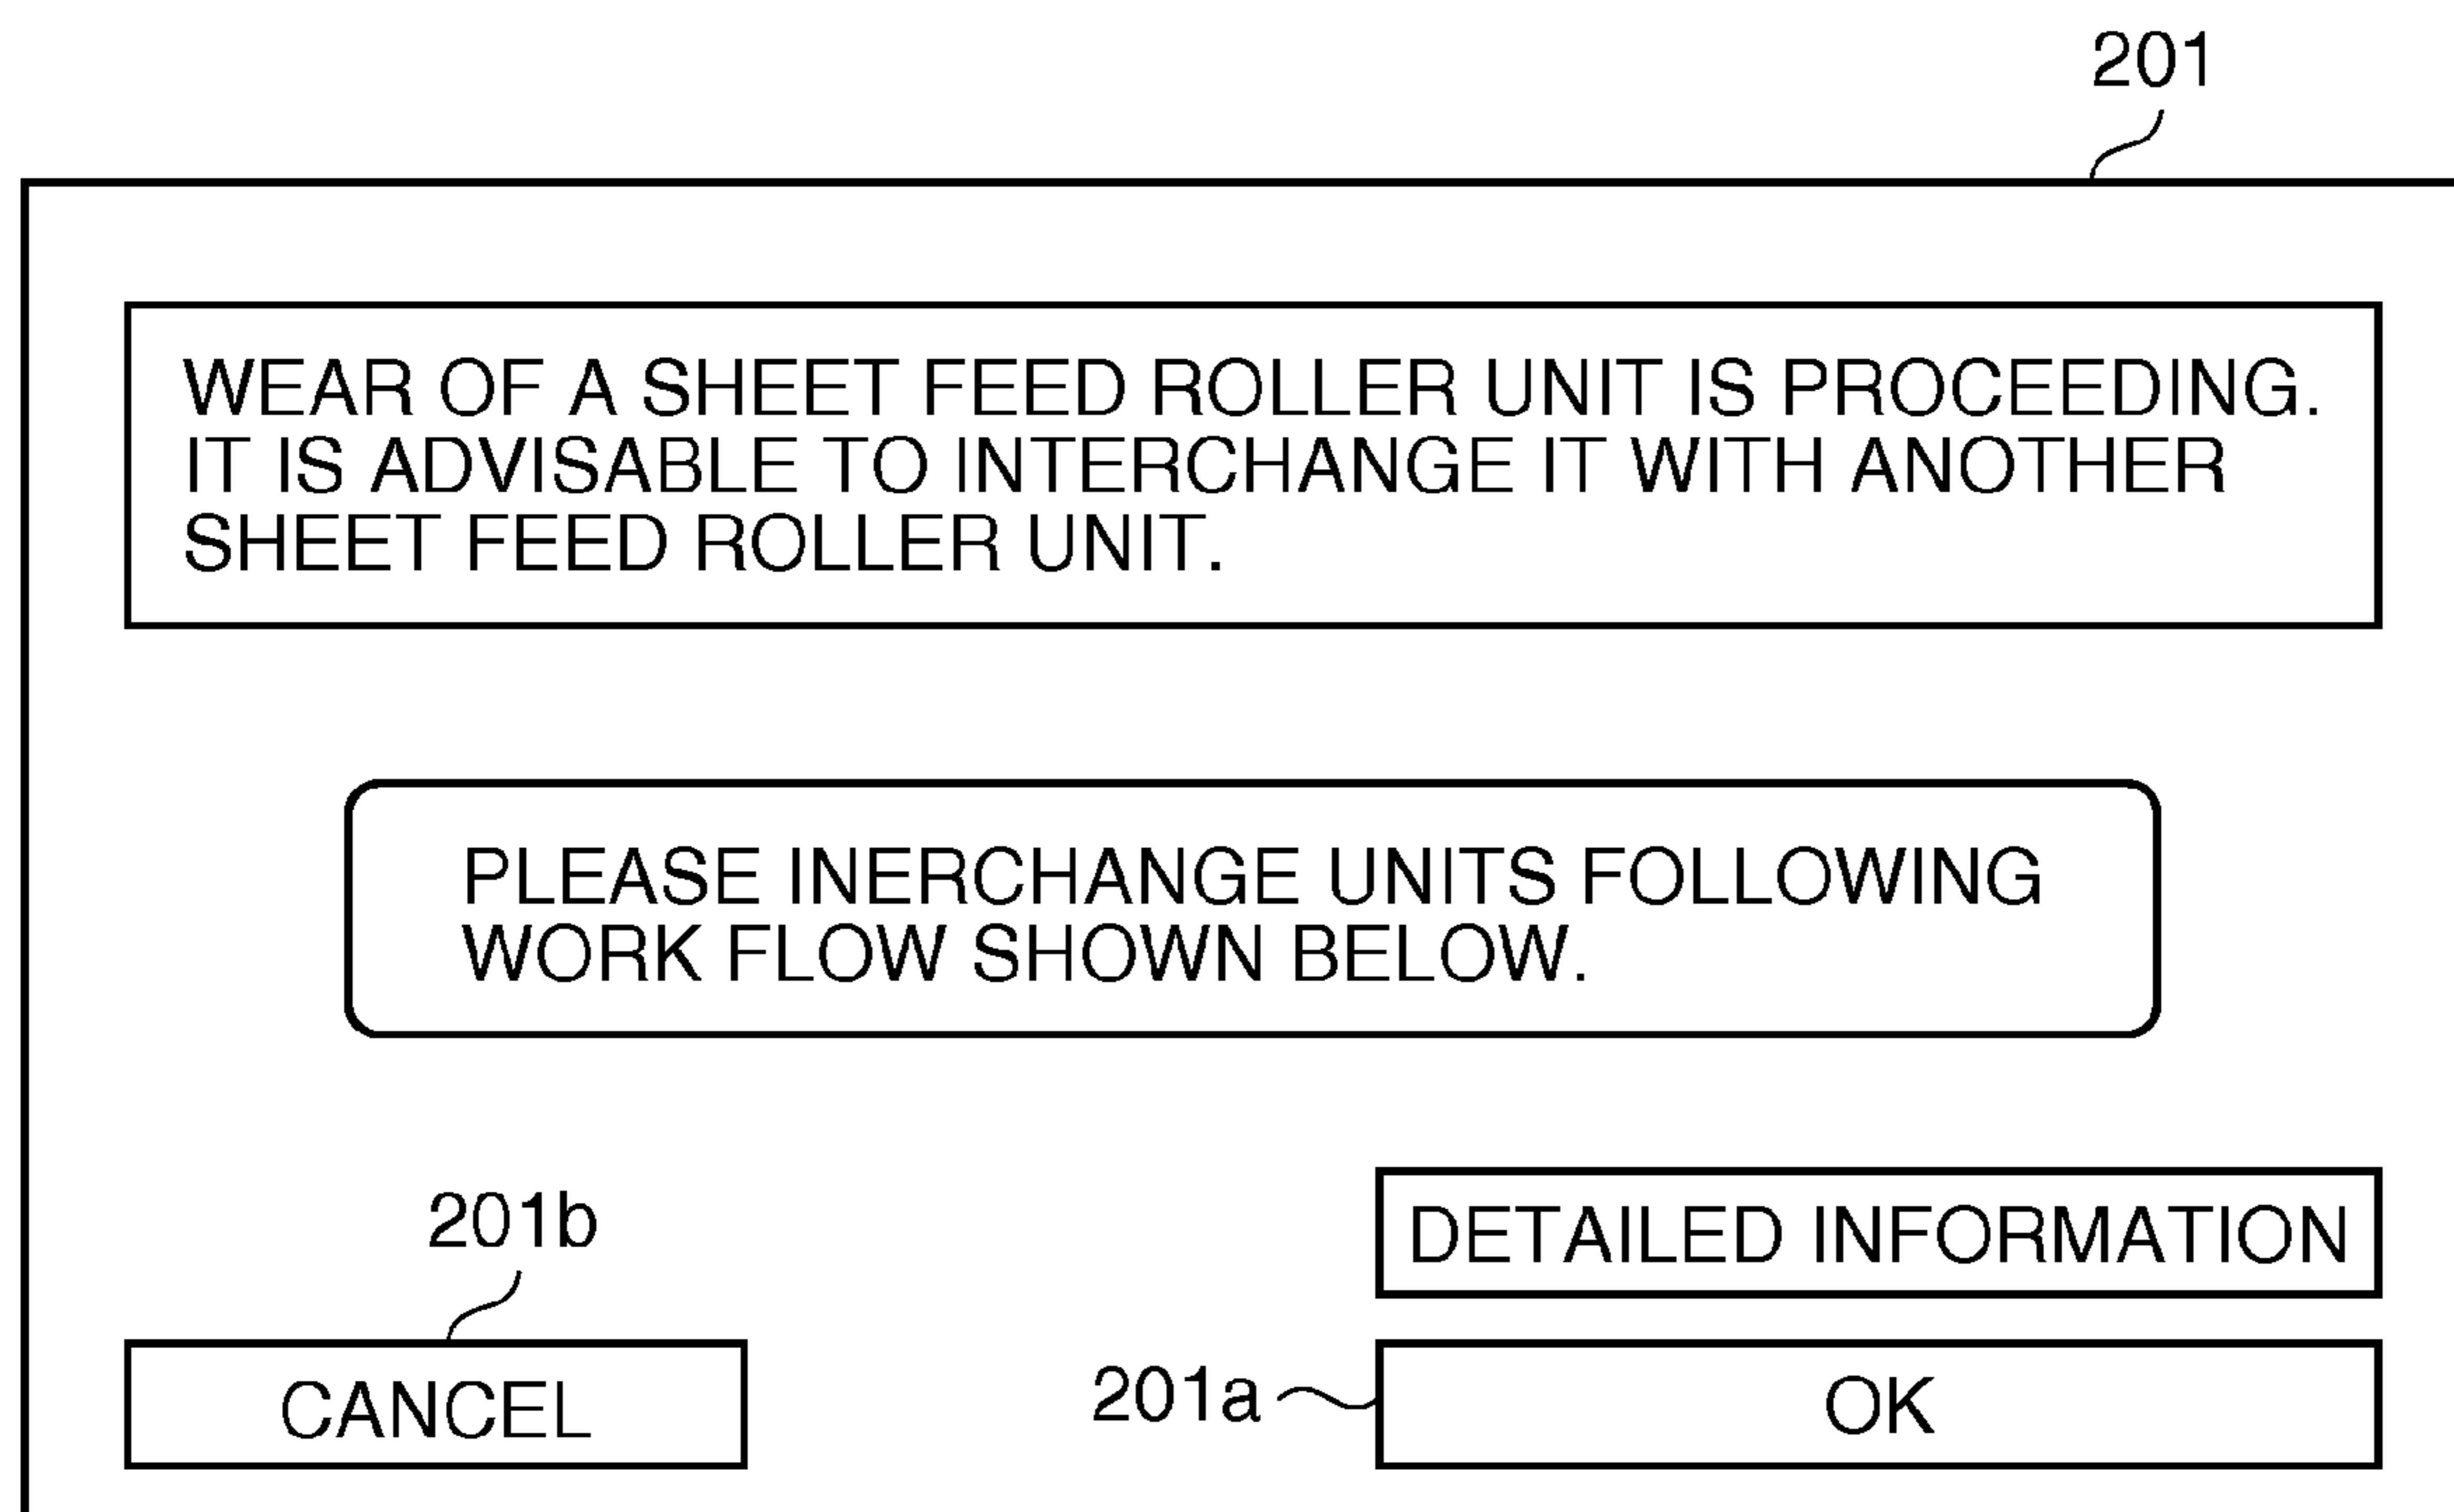 201
WEAR OF A SHEET FEED ROLLER UNIT IS PROCEEDING.
IT IS ADVISABLE TO INTERCHANGE IT WITH ANOTHER
SHEET FEED ROLLER UNIT.
PLEASE INERCHANGE UNITS FOLLOWING
WORK FLOW SHOWN BELOW.
201b
DETAILED INFORMATION
CANCEL
201a
OK